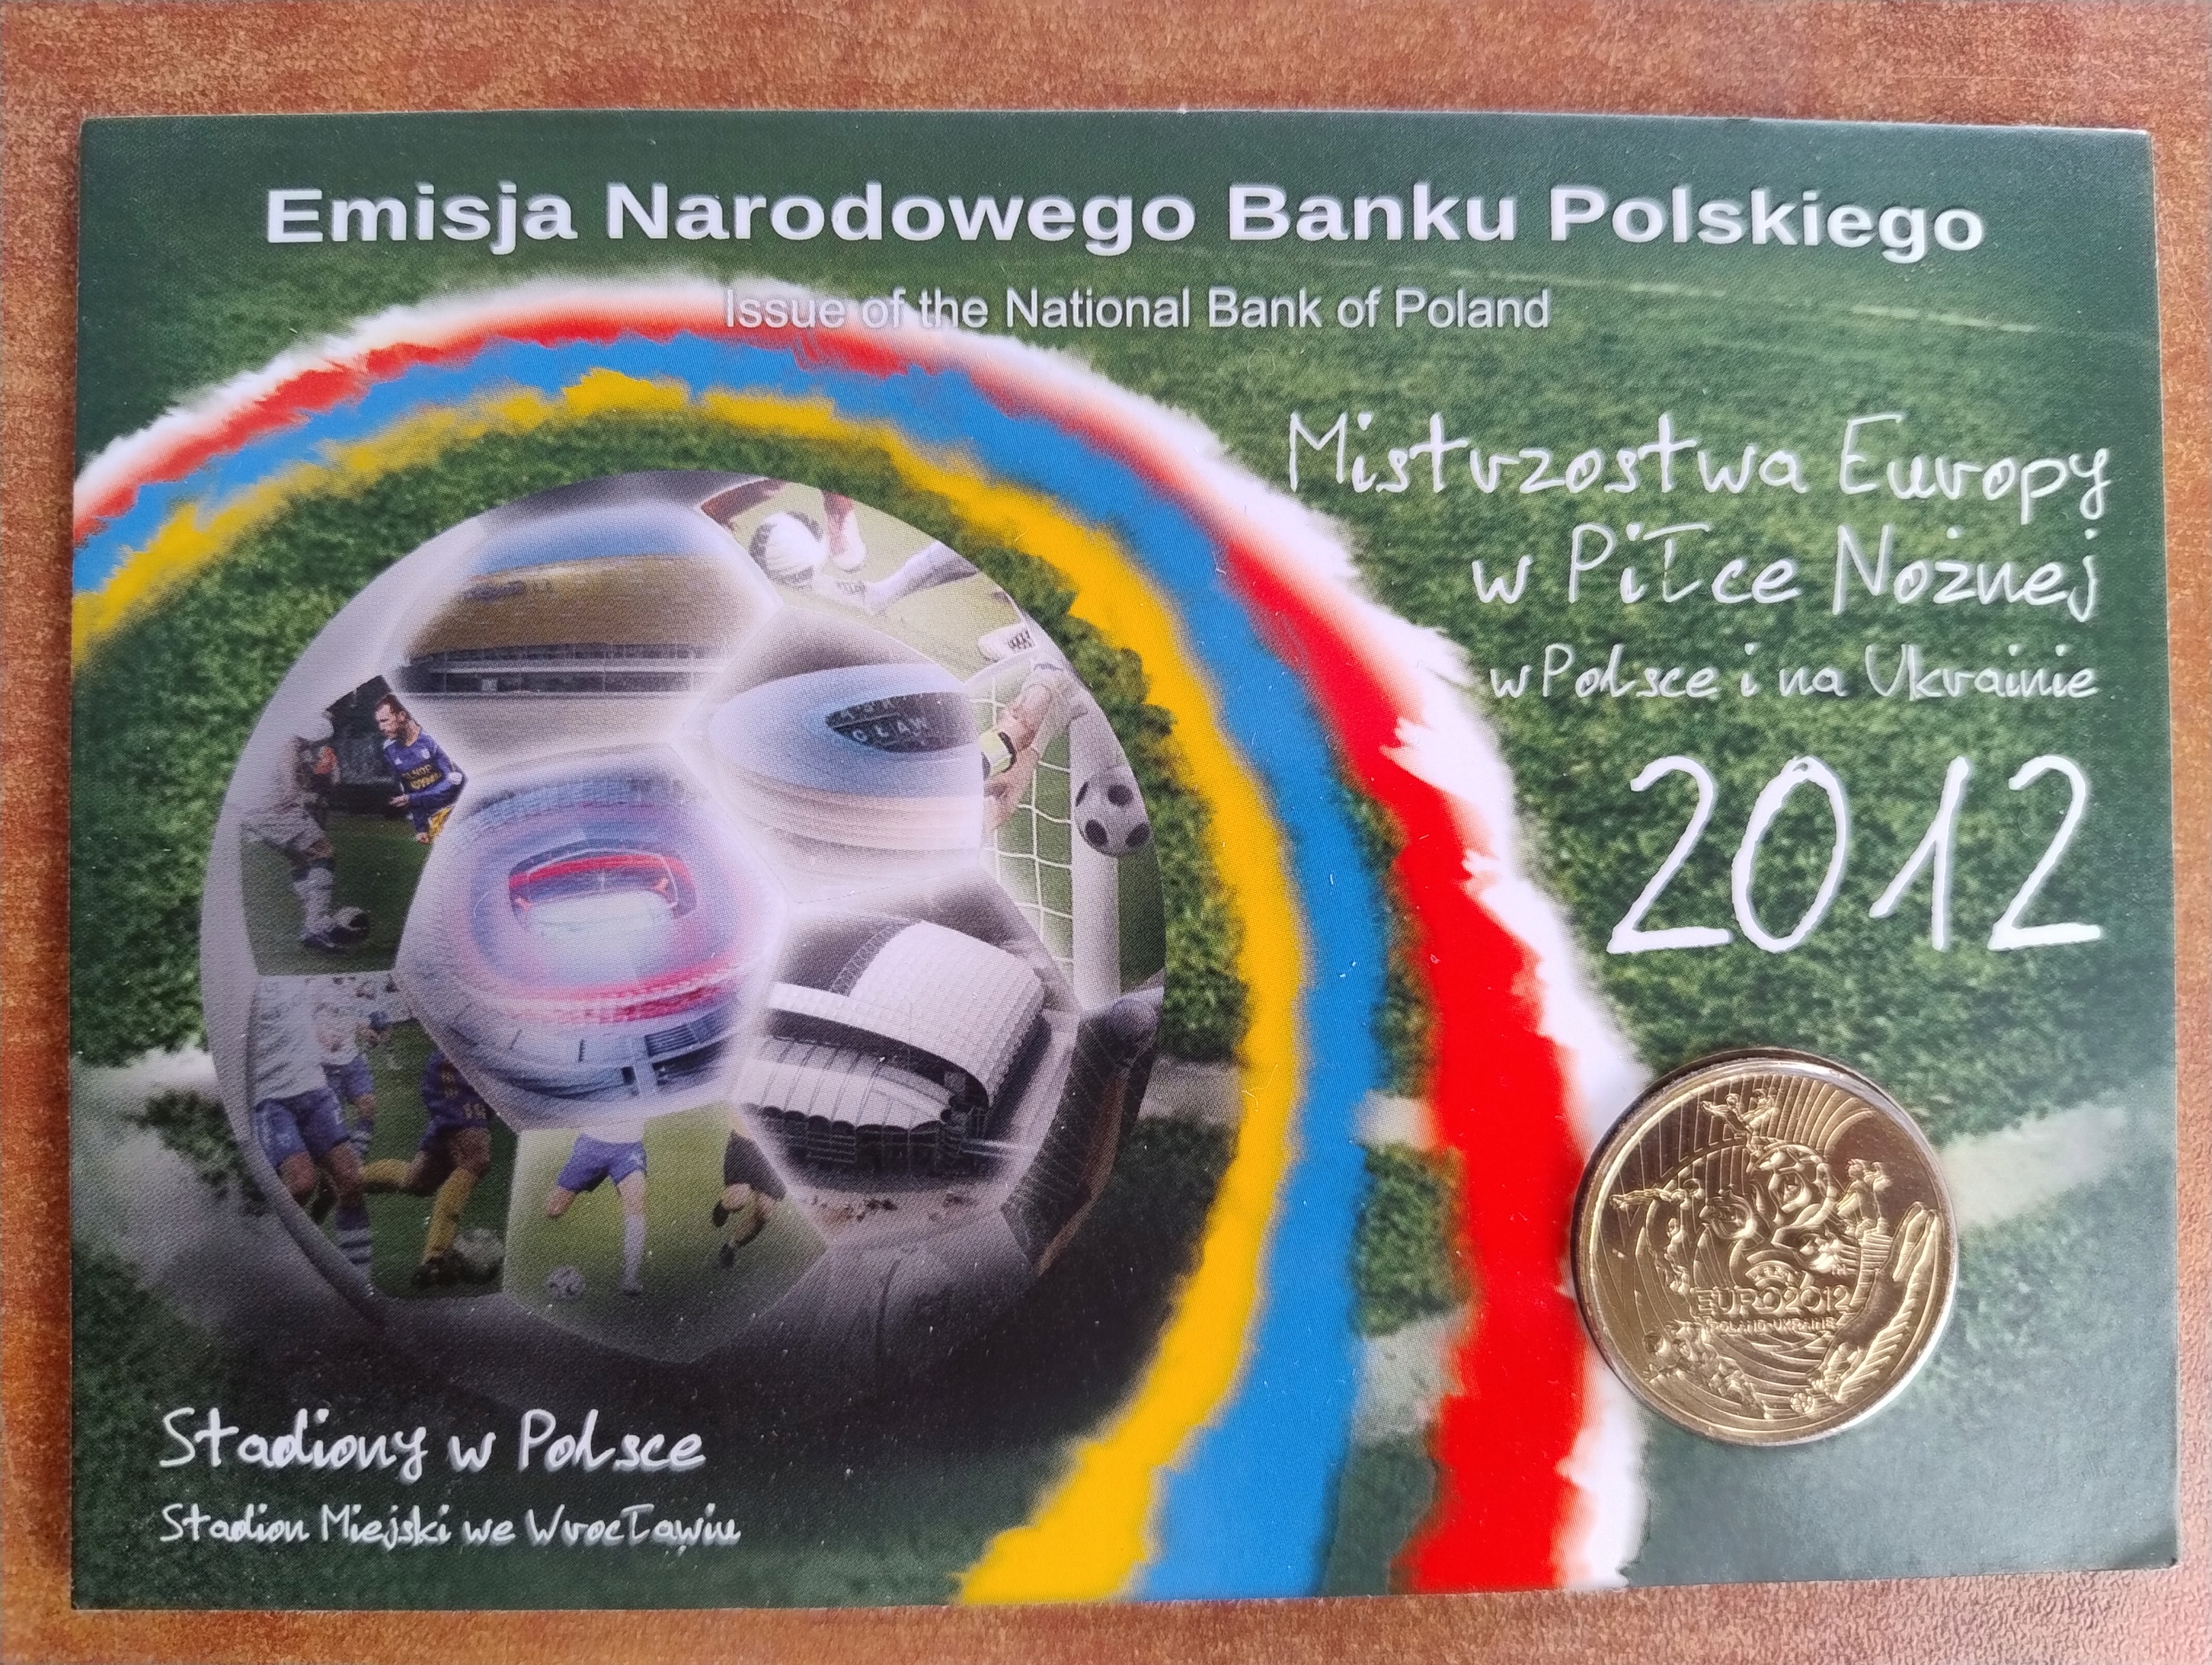 Emisja Narodowego Banku Polskiego
Issue of the National Bank of Poland
Mistrzostwa Europy
w Piłce Nożnej
w Polsce i na Ukrainie
2012
CŁAW
EURO2012
POLAND-UKRAINE
Stadiony w Polsce
Stadion Miejski we Wrocławiu